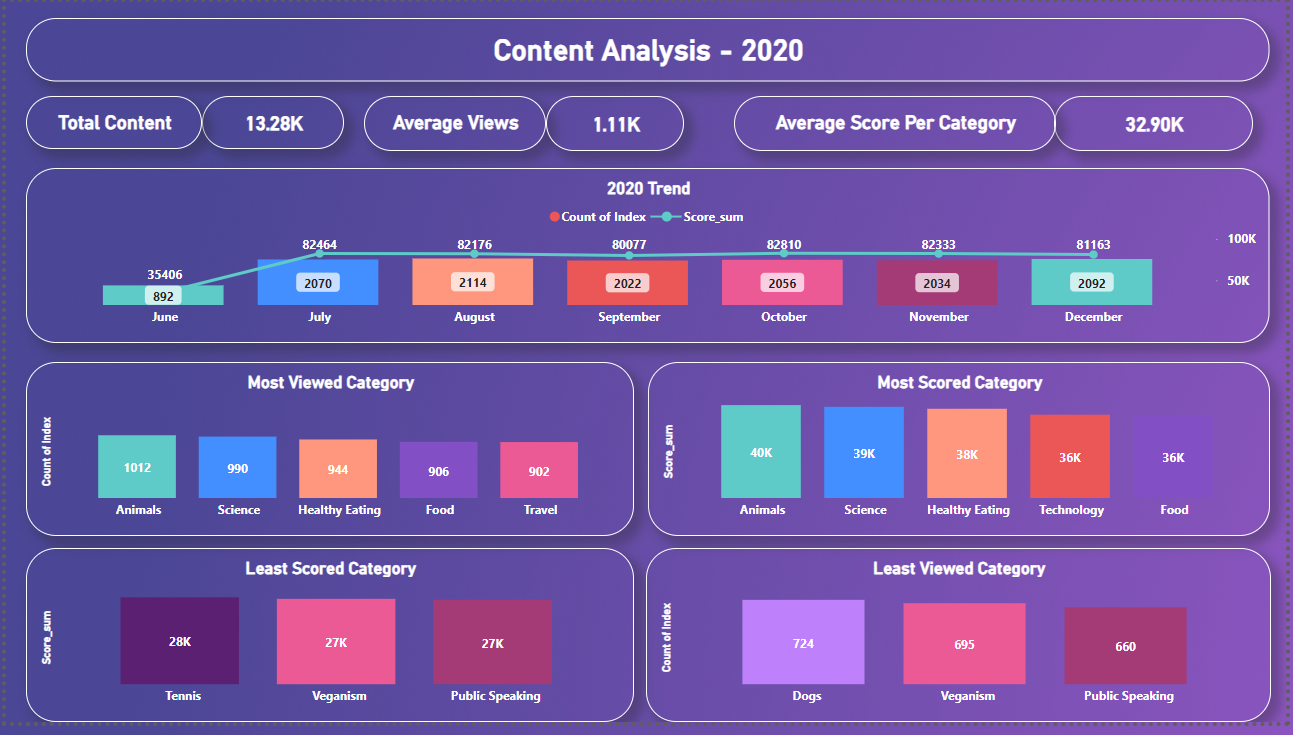 Content Analysis - 2020
Total Content 13.28K Average Views 1.11K Average Score Per Category 32.90K
2020 Trend
Count of Index Score_sum
82464 82176 80077 82810 82333 81163 100K
35406
892 2070 2114 2022 2056 2034 2092 50K
June July August September October November December
Most Viewed Category
Count of Index
1012 990 944 906 902
Animals Science Healthy Eating Food Travel
Most Scored Category
Score_sum
40K 39K 38K 36K 36K
Animals Science Healthy Eating Technology Food
Least Scored Category
Score_sum
28K 27K 27K
Tennis Veganism Public Speaking
Least Viewed Category
Count of Index
724 695 660
Dogs Veganism Public Speaking